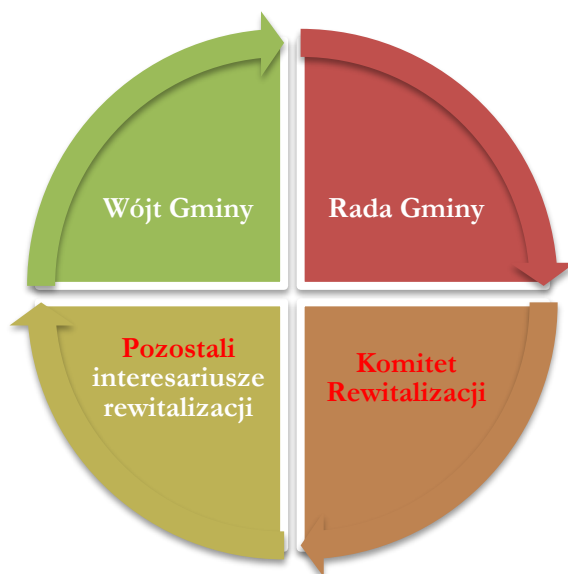 Wójt Gminy
Rada Gminy
Pozostali
interesariusze
rewitalizacji
Komitet
Rewitalizacji